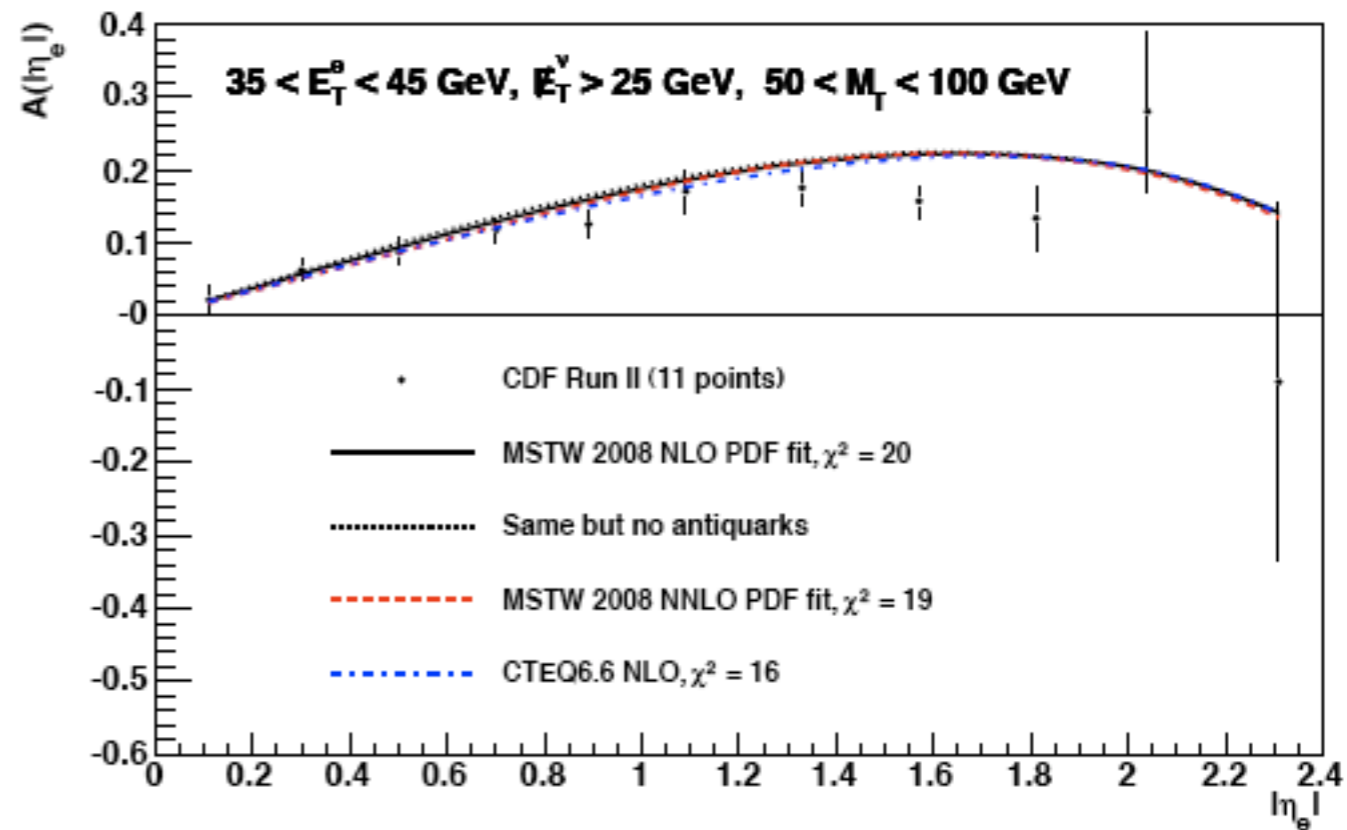 A(|ηₑ|)
35 < E_T^e < 45 GeV, E̸_T^ν > 25 GeV, 50 < M_T < 100 GeV
0.4
0.3
0.2
0.1
-0
-0.1
-0.2
-0.3
-0.4
-0.5
-0.6
CDF Run II (11 points)
MSTW 2008 NLO PDF fit, χ² = 20
Same but no antiquarks
MSTW 2008 NNLO PDF fit, χ² = 19
CTEQ6.6 NLO, χ² = 16
0 0.2 0.4 0.6 0.8 1 1.2 1.4 1.6 1.8 2 2.2 2.4
|ηₑ|